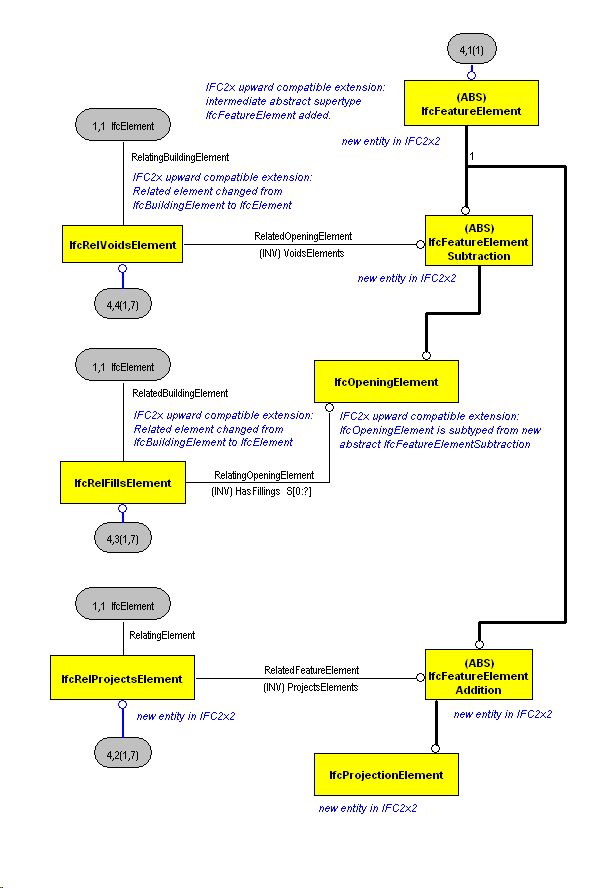 4,1(1)
IFC2x upward compatible extension:
intermediate abstract supertype
IfcFeatureElement added.
(ABS)
IfcFeatureElement
new entity in IFC2x2
1
1,1 IfcElement
RelatingBuildingElement
IFC2x upward compatible extension:
Related element changed from
IfcBuildingElement to IfcElement
IfcRelVoidsElement
RelatedOpeningElement
(INV) VoidsElements
(ABS)
IfcFeatureElement
Subtraction
new entity in IFC2x2
4,4(1,7)
1,1 IfcElement
RelatedBuildingElement
IfcOpeningElement
IFC2x upward compatible extension:
Related element changed from
IfcBuildingElement to IfcElement
IFC2x upward compatible extension:
IfcOpeningElement is subtyped from new
abstract IfcFeatureElementSubtraction
IfcRelFillsElement
RelatingOpeningElement
(INV) HasFillings S[0:?]
4,3(1,7)
1,1 IfcElement
RelatingElement
IfcRelProjectsElement
RelatedFeatureElement
(INV) ProjectsElements
(ABS)
IfcFeatureElement
Addition
new entity in IFC2x2
new entity in IFC2x2
4,2(1,7)
IfcProjectionElement
new entity in IFC2x2